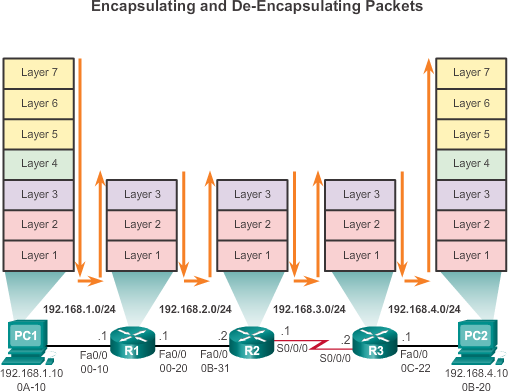 Encapsulating and De-Encapsulating Packets
Layer 7
Layer 6
Layer 5
Layer 4
Layer 3
Layer 2
Layer 1
Layer 3
Layer 2
Layer 1
Layer 3
Layer 2
Layer 1
Layer 3
Layer 2
Layer 1
Layer 7
Layer 6
Layer 5
Layer 4
Layer 3
Layer 2
Layer 1
192.168.1.0/24
192.168.2.0/24
192.168.3.0/24
192.168.4.0/24
PC1
.1
R1
.1
.2
R2
.1
.2
R3
.1
PC2
Fa0/0
00-10
Fa0/0
00-20
Fa0/0
0B-31
S0/0/0
S0/0/0
Fa0/0
0C-22
192.168.1.10
0A-10
192.168.4.10
0B-20